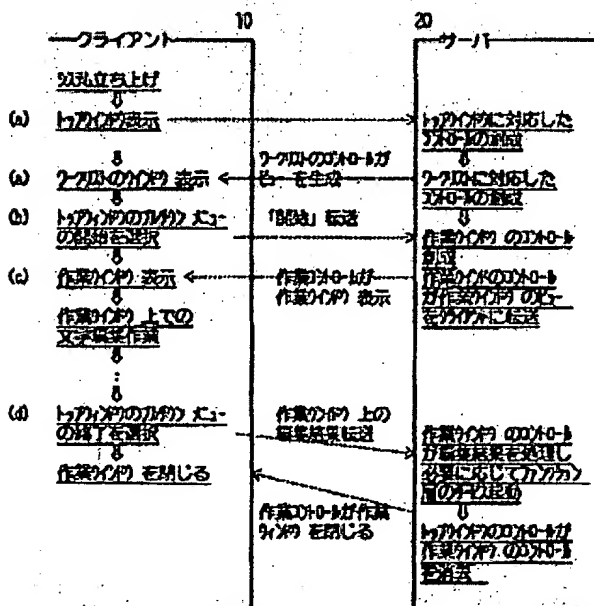 10
20
クライアント
サーバ
システム立ち上げ
(a)
トップウィンドウ表示
トップウィンドウに対応した
コントロールの創成
ワークリストのコントロールが
ビューを生成
(a)
ワークリストのウィンドウ 表示
ワークリストに対応した
コントロールの創成
(b)
トップウィンドウのプルダウン メニュー
の開始を選択
「開始」転送
作業ウインドウ のコントロール
創成
(c)
作業ウインドウ 表示
作業コントロールが
作業ウインドウ 表示
作業ウインドウのコントロール
が作業ウインドウ のビュー
をクライアントに転送
作業ウインドウ 上での
文字編集作業
(d)
トップウィンドウのプルダウン メニュー
の終了を選択
作業ウインドウ 上の
編集結果転送
作業ウインドウ のコントロール
が編集結果を処理し
必要に応じてファンクション
層のサービス起動
作業ウインドウ を閉じる
作業コントロールが作業
ウィンドウ を閉じる
トップウインドウのコントロールが
作業ウインドウ のコントロール
を消去